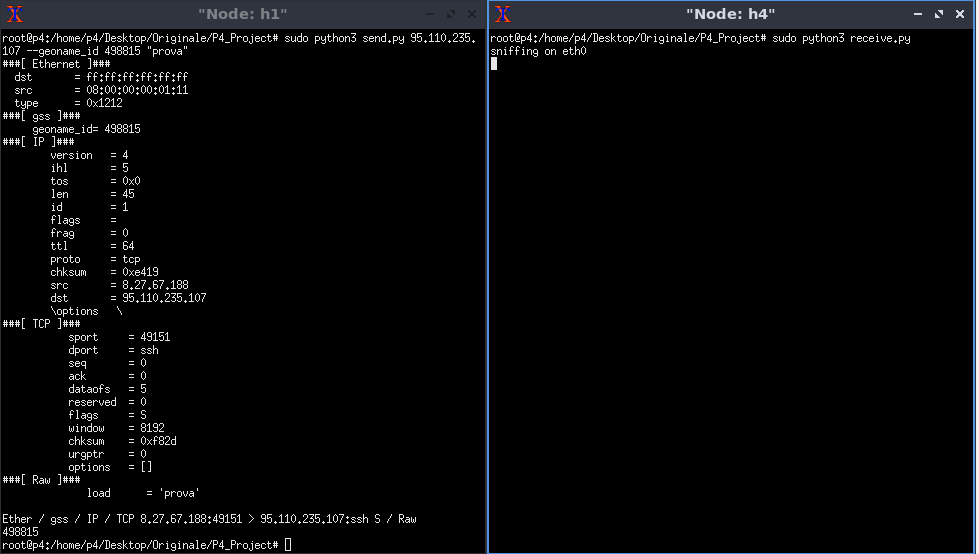 "Node: h1"
root@p4:/home/p4/Desktop/Originale/P4_Project# sudo python3 send.py 95.110.235.
107 --geoname_id 498815 "prova"
###[ Ethernet ]###
  dst       = ff:ff:ff:ff:ff:ff
  src       = 08:00:00:00:01:11
  type      = 0x1212
###[ gss ]###
     geoname_id= 498815
###[ IP ]###
        version   = 4
        ihl       = 5
        tos       = 0x0
        len       = 45
        id        = 1
        flags     =
        frag      = 0
        ttl       = 64
        proto     = tcp
        chksum    = 0xe419
        src       = 8.27.67.188
        dst       = 95.110.235.107
        \options   \
###[ TCP ]###
           sport     = 49151
           dport     = ssh
           seq       = 0
           ack       = 0
           dataofs   = 5
           reserved  = 0
           flags     = S
           window    = 8192
           chksum    = 0xf82d
           urgptr    = 0
           options   = []
###[ Raw ]###
              load      = 'prova'
Ether / gss / IP / TCP 8.27.67.188:49151 > 95.110.235.107:ssh S / Raw
498815
root@p4:/home/p4/Desktop/Originale/P4_Project#
"Node: h4"
root@p4:/home/p4/Desktop/Originale/P4_Project# sudo python3 receive.py
sniffing on eth0